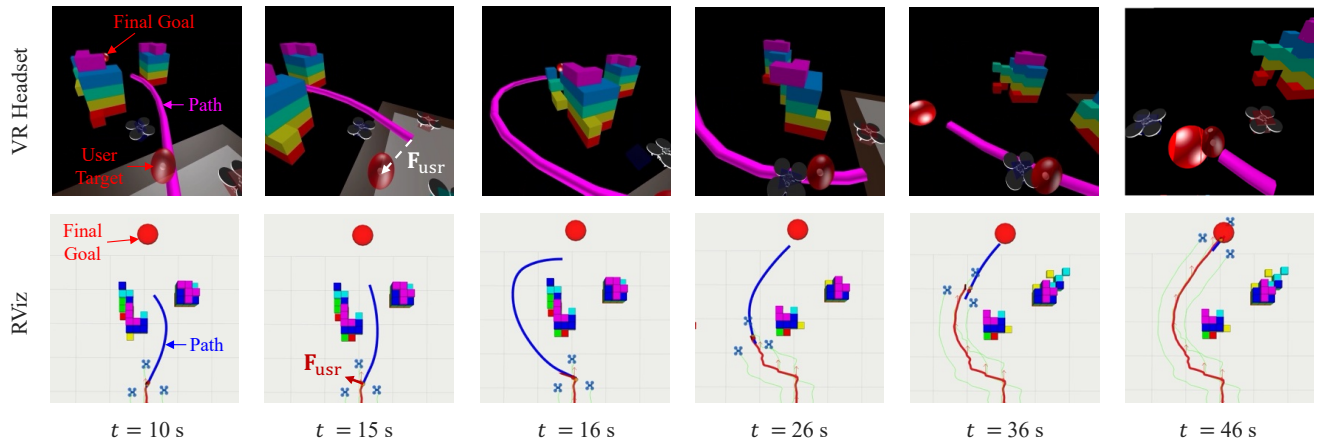 VR Headset
Final Goal
Path
User
Target
F_usr
RViz
Final
Goal
Path
F_usr
t = 10 s
t = 15 s
t = 16 s
t = 26 s
t = 36 s
t = 46 s